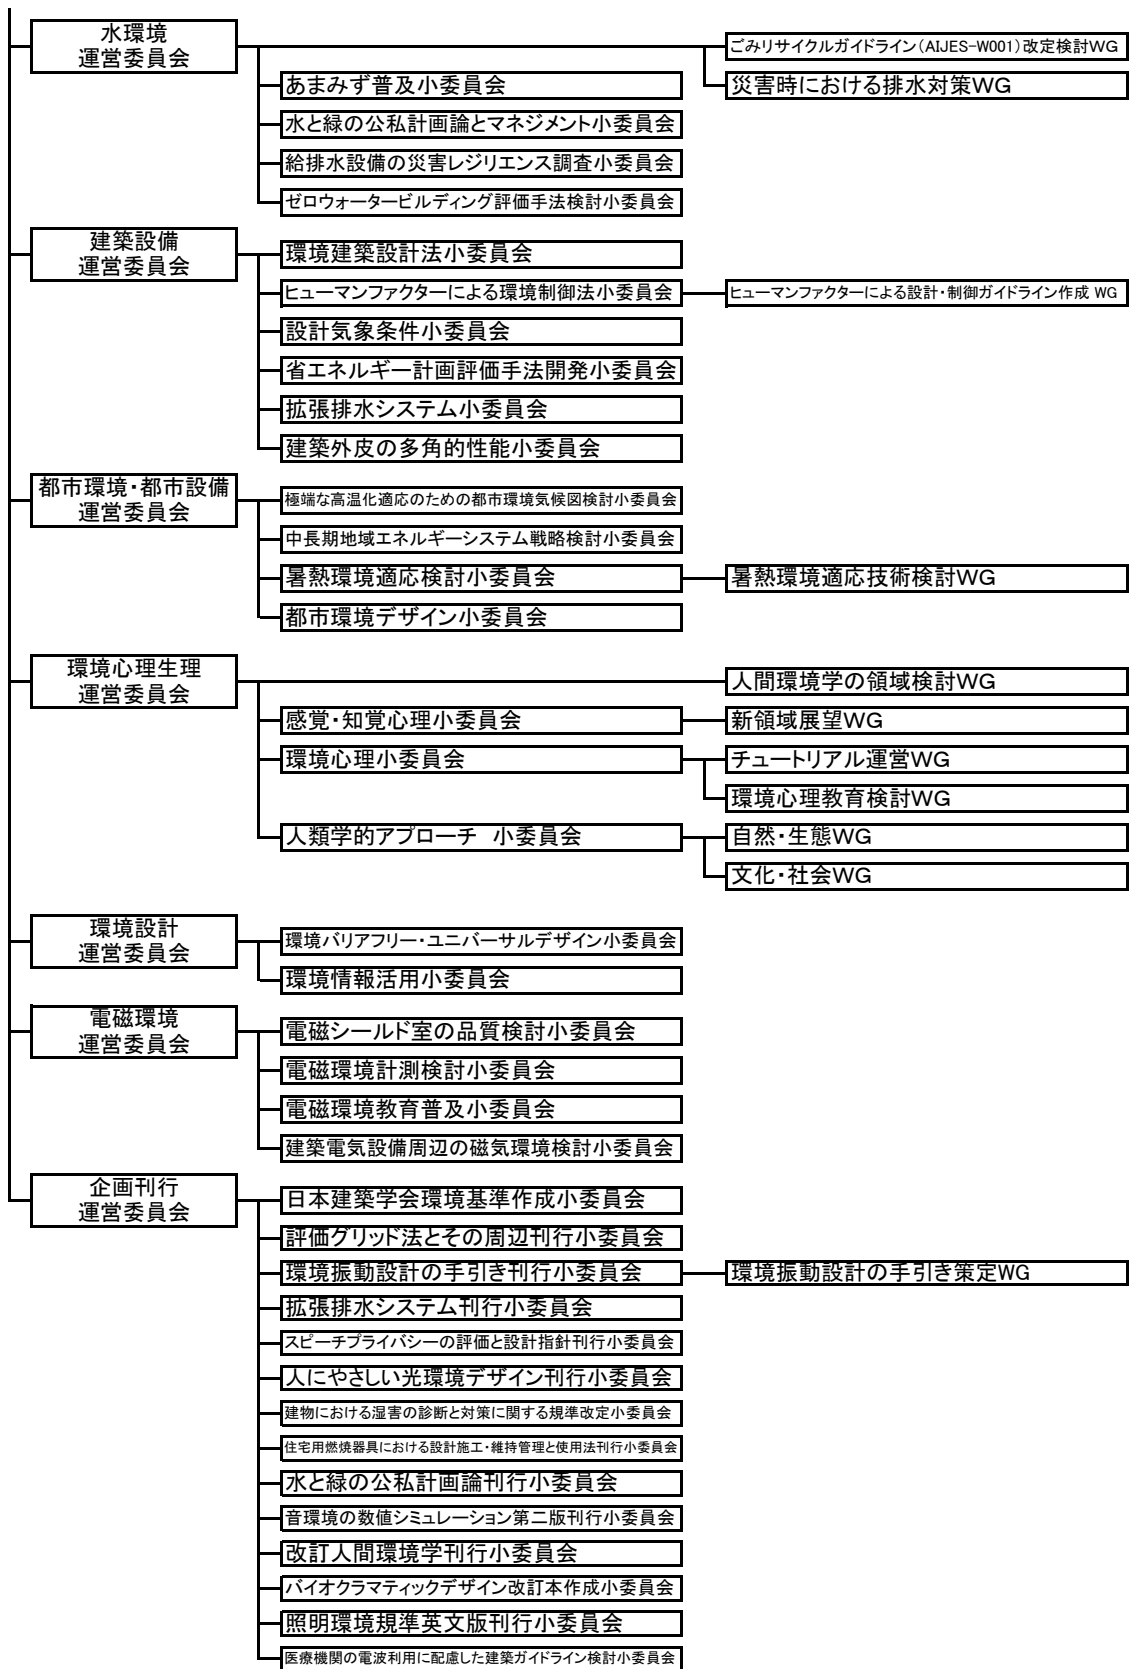 水環境
運営委員会
ごみリサイクルガイドライン（AIJES-W001）改定検討WG
あまみず普及小委員会
災害時における排水対策WG
水と緑の公私計画論とマネジメント小委員会
給排水設備の災害レジリエンス調査小委員会
ゼロウォータービルディング評価手法検討小委員会
建築設備
運営委員会
環境建築設計法小委員会
ヒューマンファクターによる環境制御法小委員会
ヒューマンファクターによる設計・制御ガイドライン作成 WG
設計気象条件小委員会
省エネルギー計画評価手法開発小委員会
拡張排水システム小委員会
建築外皮の多角的性能小委員会
都市環境・都市設備
運営委員会
極端な高温化適応のための都市環境気候図検討小委員会
中長期地域エネルギーシステム戦略検討小委員会
暑熱環境適応検討小委員会
暑熱環境適応技術検討WG
都市環境デザイン小委員会
環境心理生理
運営委員会
人間環境学の領域検討WG
感覚・知覚心理小委員会
新領域展望WG
環境心理小委員会
チュートリアル運営WG
環境心理教育検討WG
人類学的アプローチ　小委員会
自然・生態WG
文化・社会WG
環境設計
運営委員会
環境バリアフリー・ユニバーサルデザイン小委員会
環境情報活用小委員会
電磁環境
運営委員会
電磁シールド室の品質検討小委員会
電磁環境計測検討小委員会
電磁環境教育普及小委員会
建築電気設備周辺の磁気環境検討小委員会
企画刊行
運営委員会
日本建築学会環境基準作成小委員会
評価グリッド法とその周辺刊行小委員会
環境振動設計の手引き刊行小委員会
環境振動設計の手引き策定WG
拡張排水システム刊行小委員会
スピーチプライバシーの評価と設計指針刊行小委員会
人にやさしい光環境デザイン刊行小委員会
建物における湿害の診断と対策に関する規準改定小委員会
住宅用燃焼器具における設計施工・維持管理と使用法刊行小委員会
水と緑の公私計画論刊行小委員会
音環境の数値シミュレーション第二版刊行小委員会
改訂人間環境学刊行小委員会
バイオクラマティックデザイン改訂本作成小委員会
照明環境規準英文版刊行小委員会
医療機関の電波利用に配慮した建築ガイドライン検討小委員会